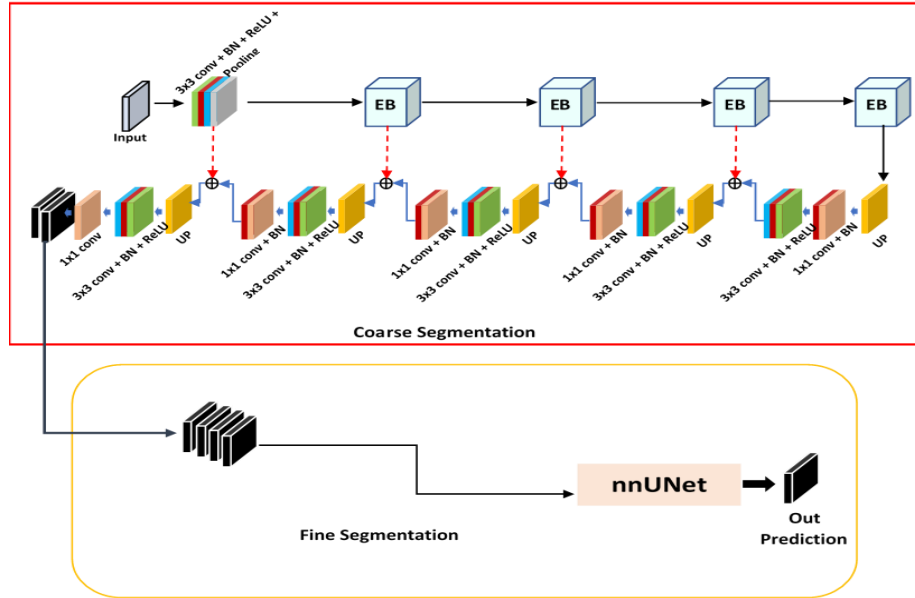 3x3 conv + BN + ReLU +
Pooling
Input
EB
EB
EB
EB
1x1 conv
3x3 conv + BN + ReLU
UP
1x1 conv + BN
3x3 conv + BN + ReLU
UP
1x1 conv + BN
3x3 conv + BN + ReLU
UP
1x1 conv + BN
3x3 conv + BN + ReLU
UP
3x3 conv + BN + ReLU
1x1 conv + BN
UP
Coarse Segmentation
nnUNet
Fine Segmentation
Out
Prediction